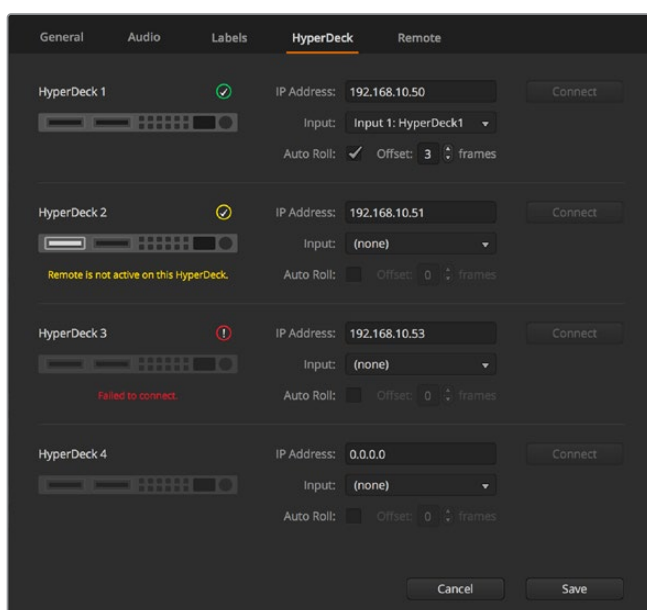 General Audio Labels HyperDeck Remote
HyperDeck 1 IP Address: 192.168.10.50 Connect
Input: Input 1: HyperDeck1
Auto Roll: Offset: 3 frames
HyperDeck 2 IP Address: 192.168.10.51 Connect
Input: (none)
Remote is not active on this HyperDeck. Auto Roll: Offset: 0 frames
HyperDeck 3 IP Address: 192.168.10.53 Connect
Input: (none)
Failed to connect. Auto Roll: Offset: 0 frames
HyperDeck 4 IP Address: 0.0.0.0 Connect
Input: (none)
Auto Roll: Offset: 0 frames
Cancel Save